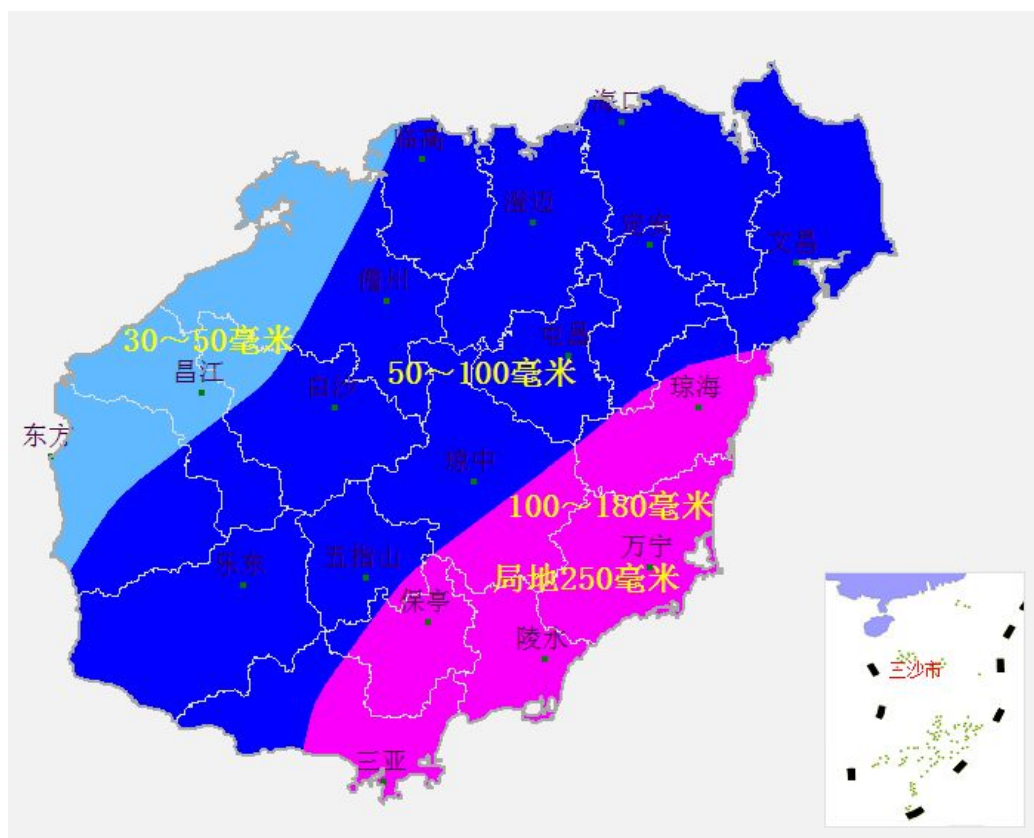 海口
临高
澄迈
定安
文昌
儋州
30～50毫米
屯昌
昌江
50～100毫米
白沙
琼海
东方
琼中
100～180毫米
万宁
五指山
乐东
局地250毫米
保亭
陵水
三沙市
三亚